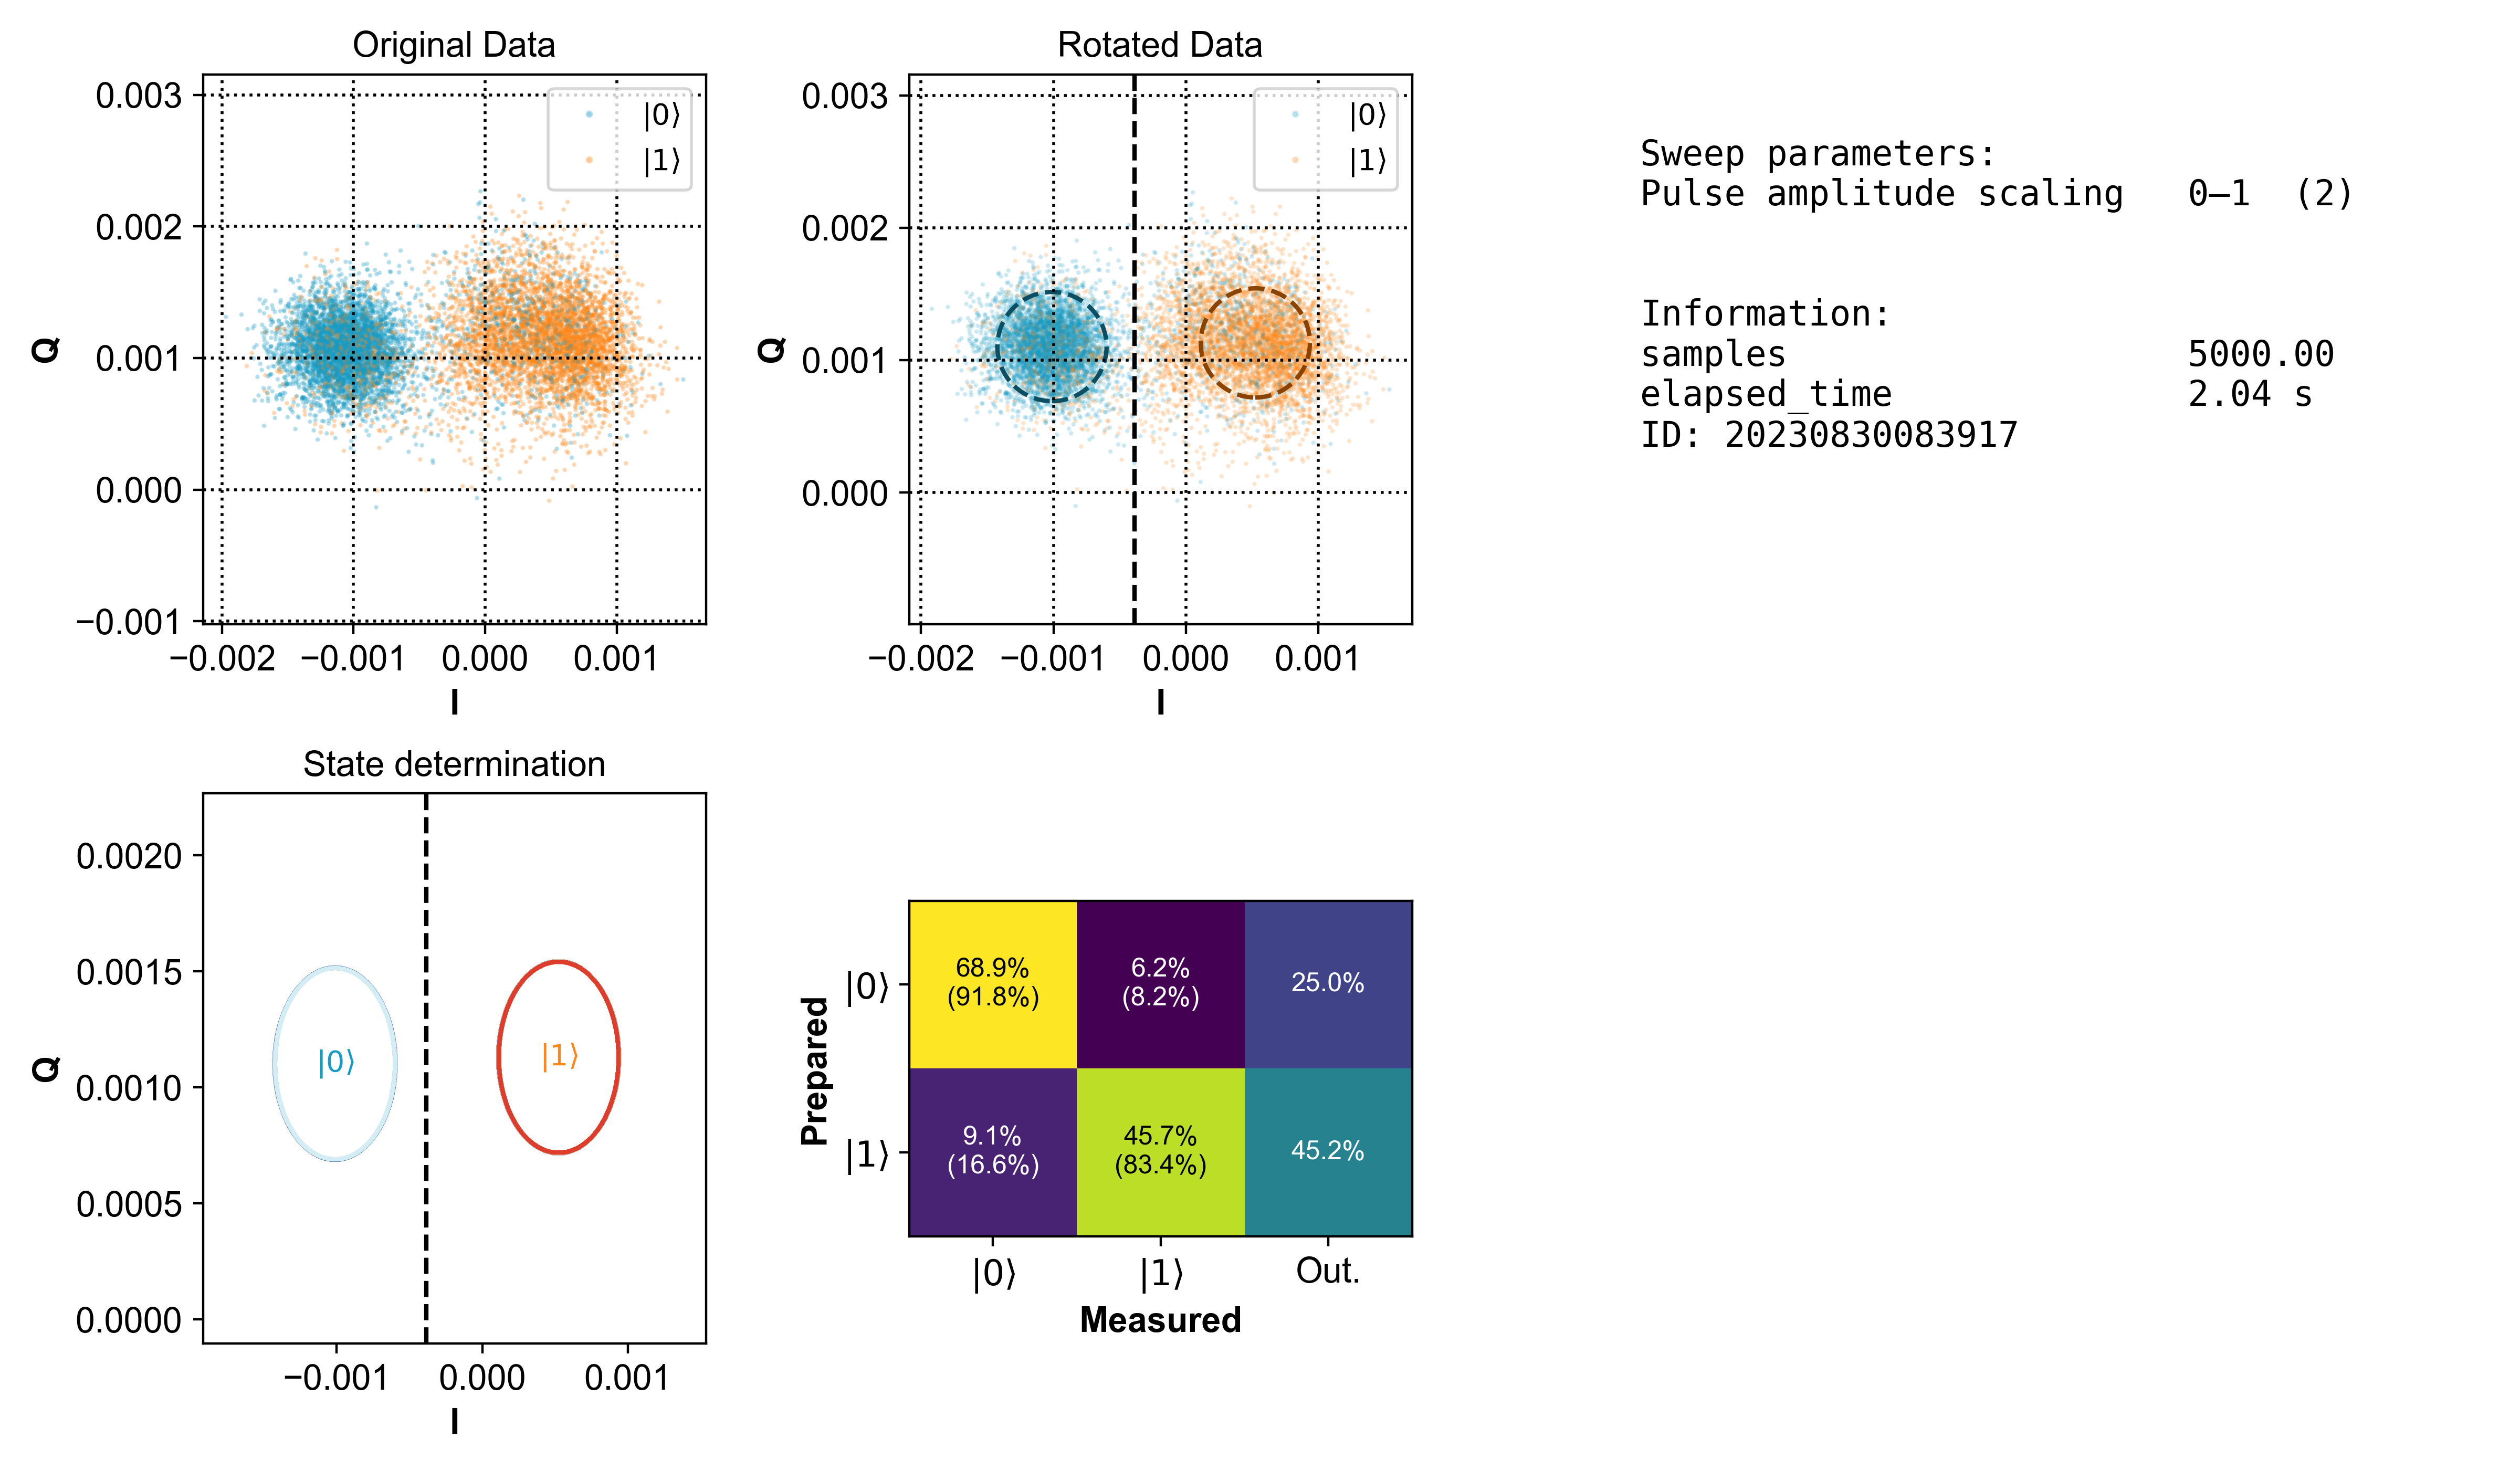 Original Data
0.003
0.002
0.001
0.000
−0.001
Q
−0.002 −0.001 0.000 0.001
I
|0⟩
|1⟩
Rotated Data
0.003
0.002
0.001
0.000
Q
−0.002 −0.001 0.000 0.001
I
|0⟩
|1⟩
Sweep parameters:
Pulse amplitude scaling 0–1 (2)
Information:
samples 5000.00
elapsed_time 2.04 s
ID: 20230830083917
State determination
0.0020
0.0015
0.0010
0.0005
0.0000
Q
|0⟩ |1⟩
−0.001 0.000 0.001
I
Prepared
|0⟩
68.9% 6.2% 25.0%
(91.8%) (8.2%)
|1⟩
9.1% 45.7% 45.2%
(16.6%) (83.4%)
|0⟩ |1⟩ Out.
Measured